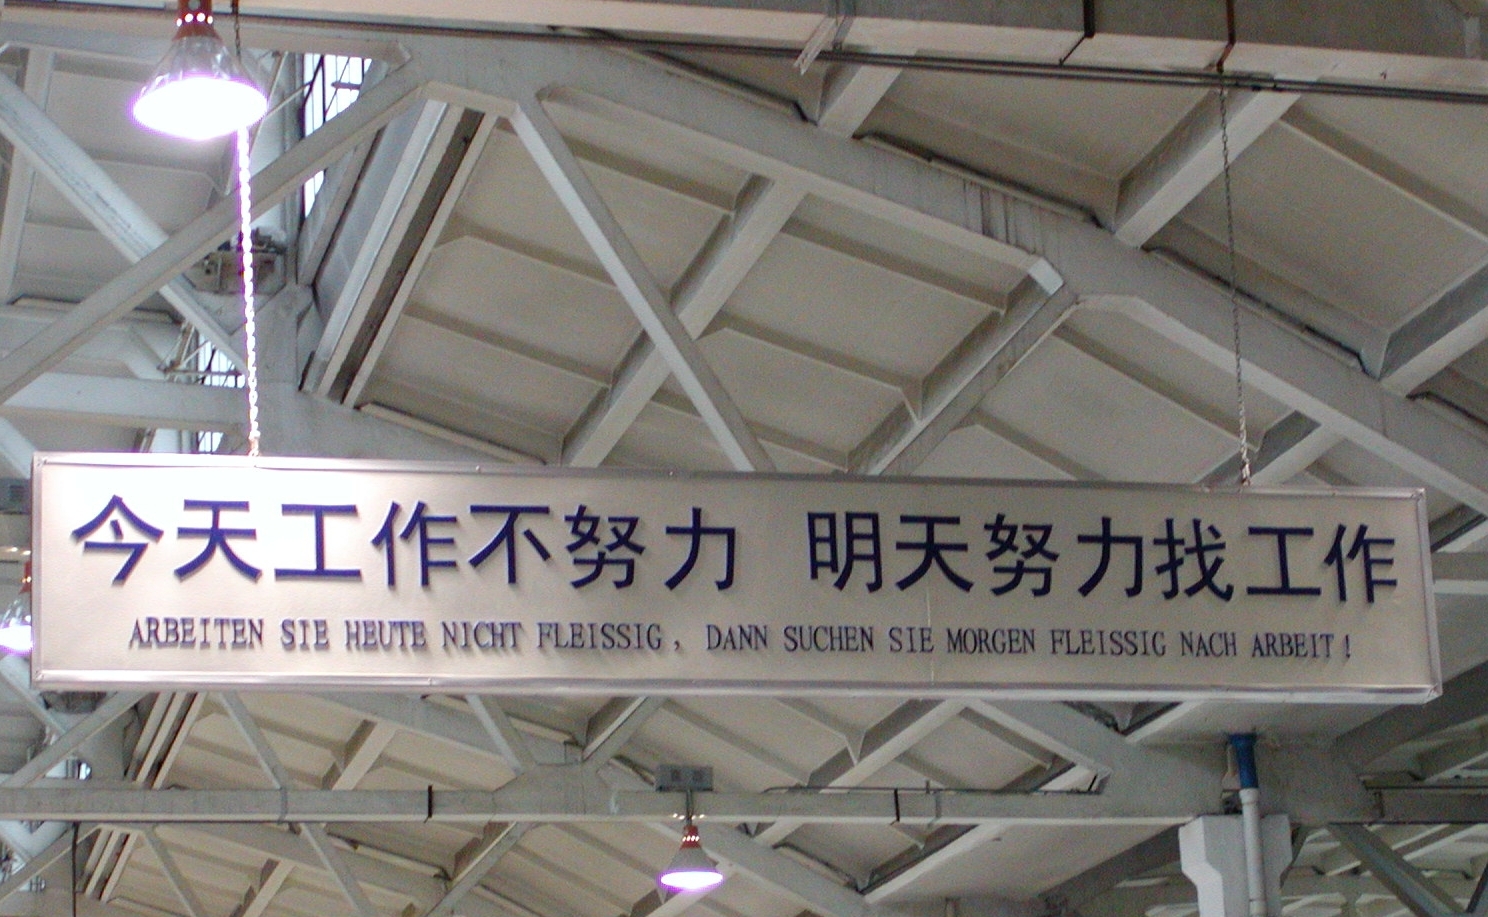 今天工作不努力 明天努力找工作
ARBEITEN SIE HEUTE NICHT FLEISSIG, DANN SUCHEN SIE MORGEN FLEISSIG NACH ARBEIT!